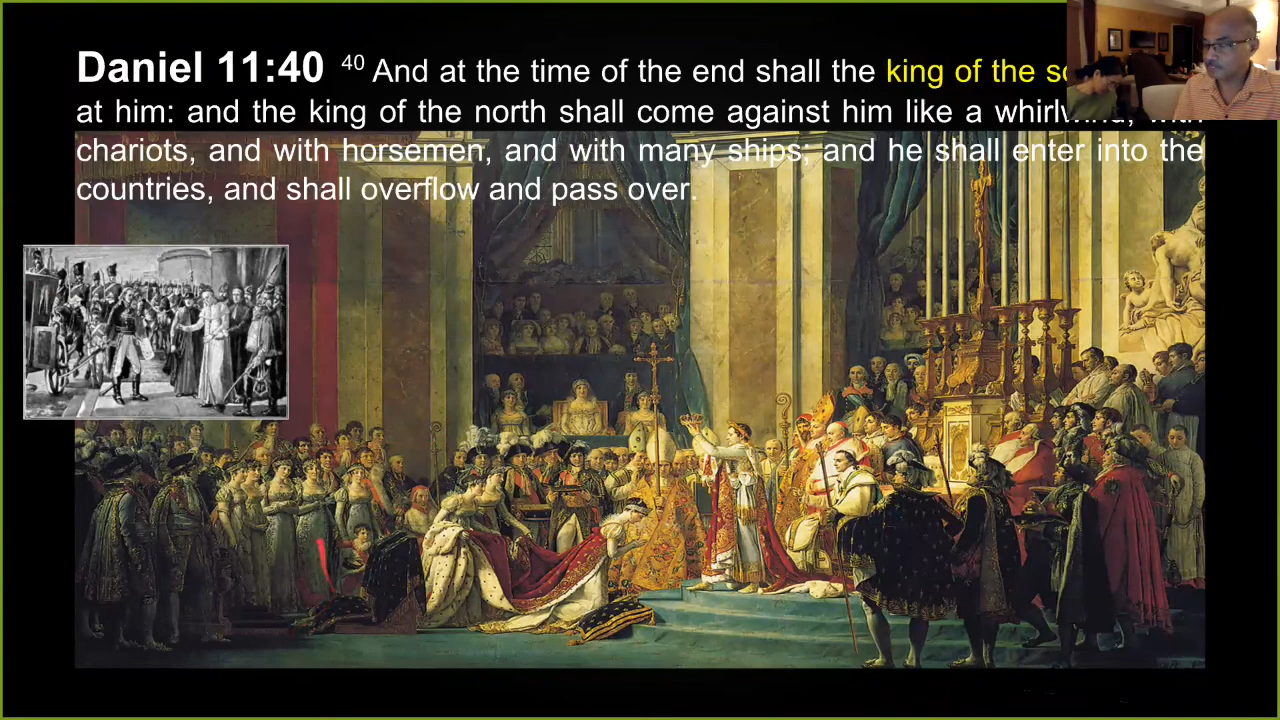 Daniel 11:40 40 And at the time of the end shall the king of the
at him: and the king of the north shall come against him like a with
chariots, and with horsemen, and with many ships; and he shall enter into the
countries, and shall overflow and pass over.